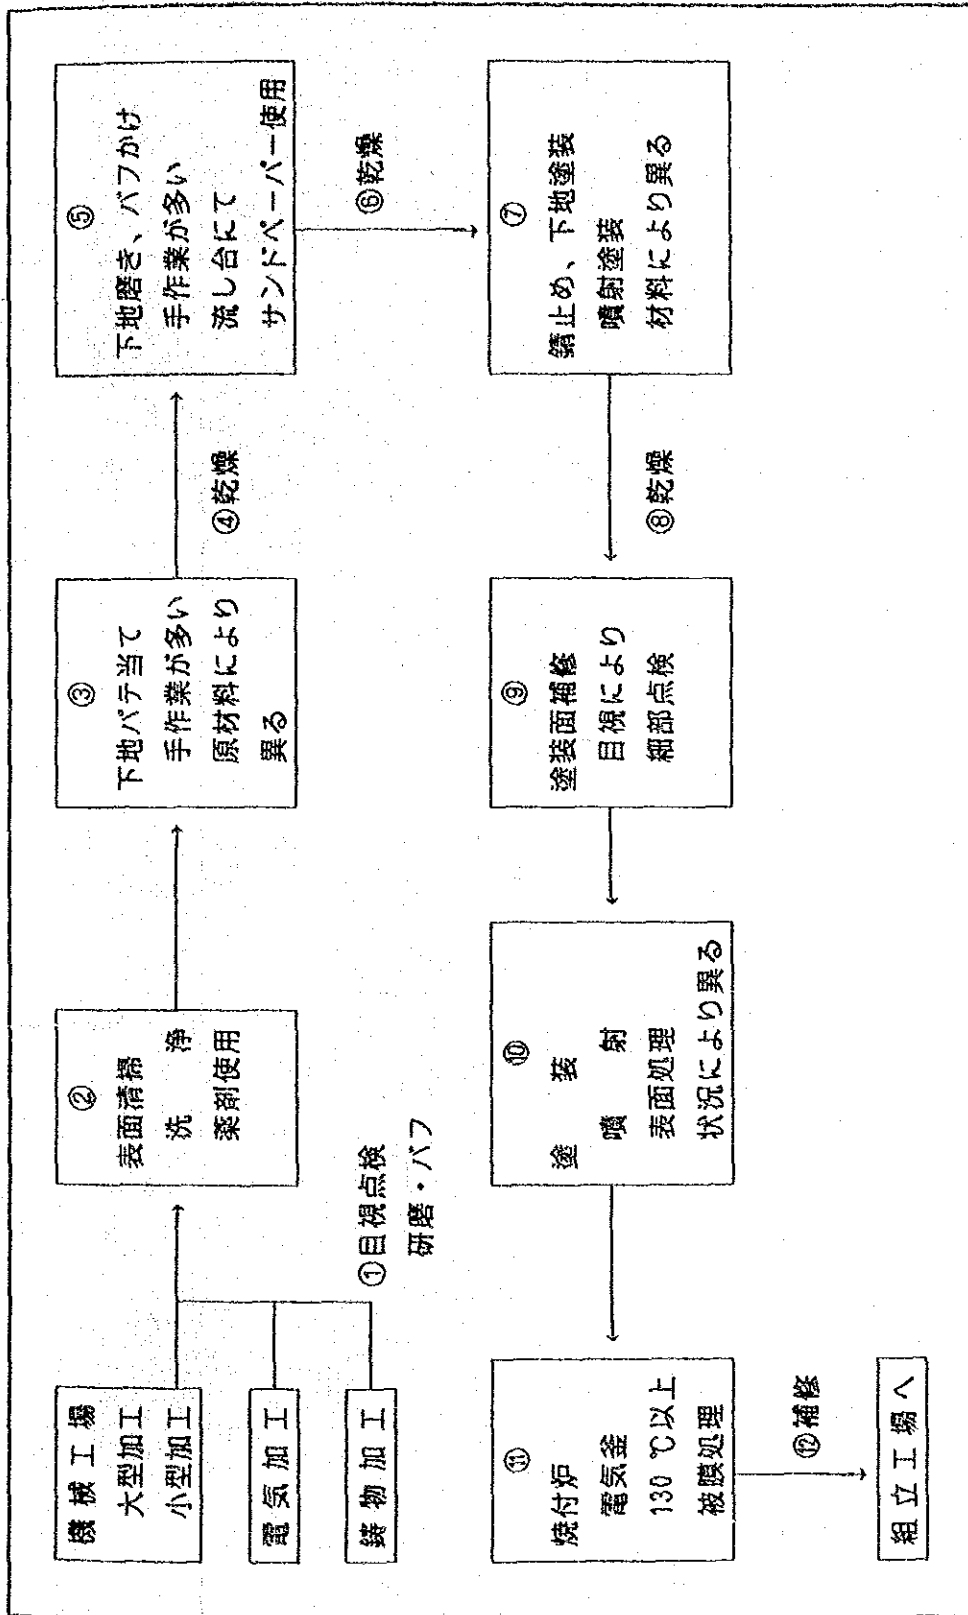 機械工場
大型加工
小型加工
電気加工
鋳物加工
①目視点検
研磨・バフ
②
表面清掃
洗浄
薬剤使用
③
下地パテ当て
手作業が多い
原材料により
異る
④乾燥
⑤
下地磨き、バフかけ
手作業が多い
流し台にて
サンドペーパー使用
⑥乾燥
⑦
錆止め、下地塗装
噴射塗装
材料により異る
⑧乾燥
⑨
塗装面補修
目視により
細部点検
⑩
塗装
噴射
表面処理
状況により異る
⑪
焼付炉
電気釜
130℃以上
被膜処理
⑫補修
組立工場へ